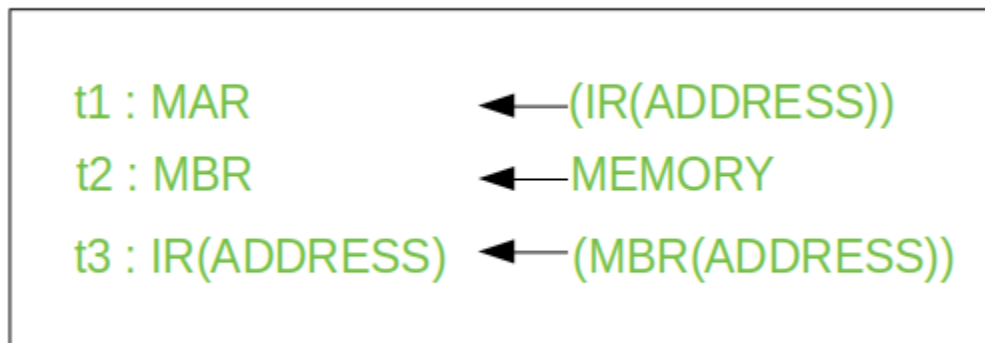 t1 : MAR ← (IR(ADDRESS))
t2 : MBR ← MEMORY
t3 : IR(ADDRESS) ← (MBR(ADDRESS))